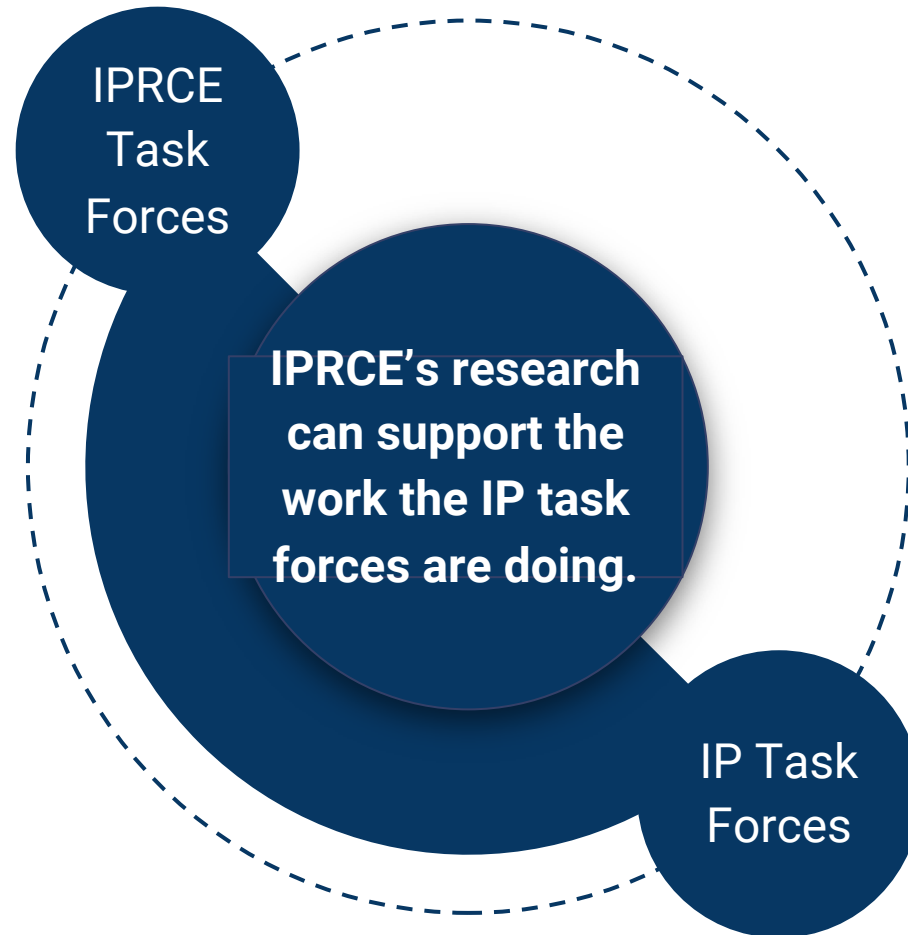 IPRCE
Task
Forces
IPRCE’s research
can support the
work the IP task
forces are doing.
IP Task
Forces